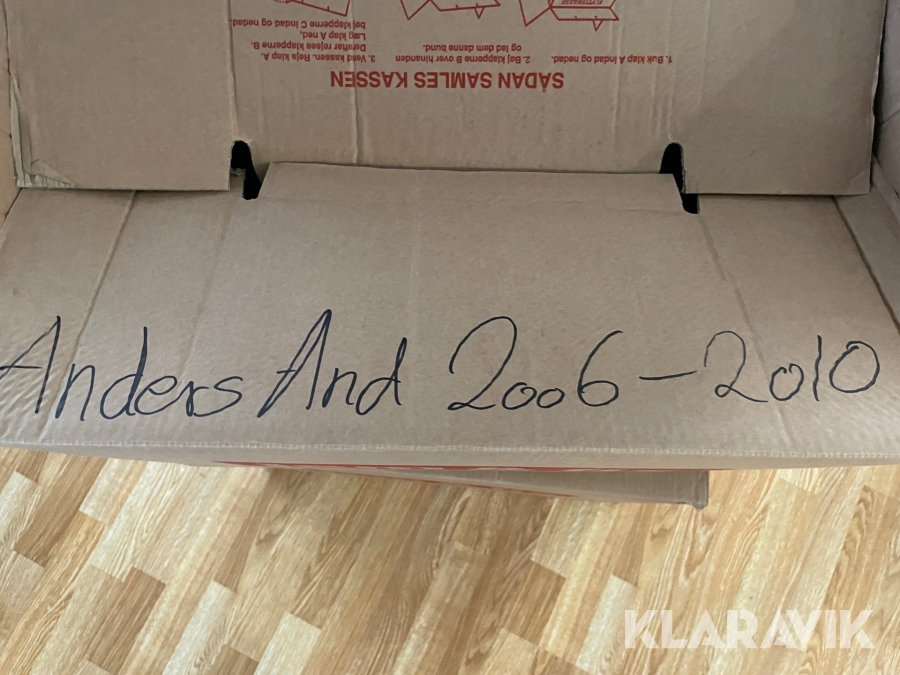 SÅDAN SAMLES KASSEN
1. Buk klap A indad og nedad.
2. Bøj klapperne B over hinanden
og lad dem danne bund.
3. Vend kassen. Rejs klap A.
Derefter rejses klapperne B.
Læg klap A ned,
bøj klapperne C indad og nedad.
Anders And 2006-2010
KLARAVIK